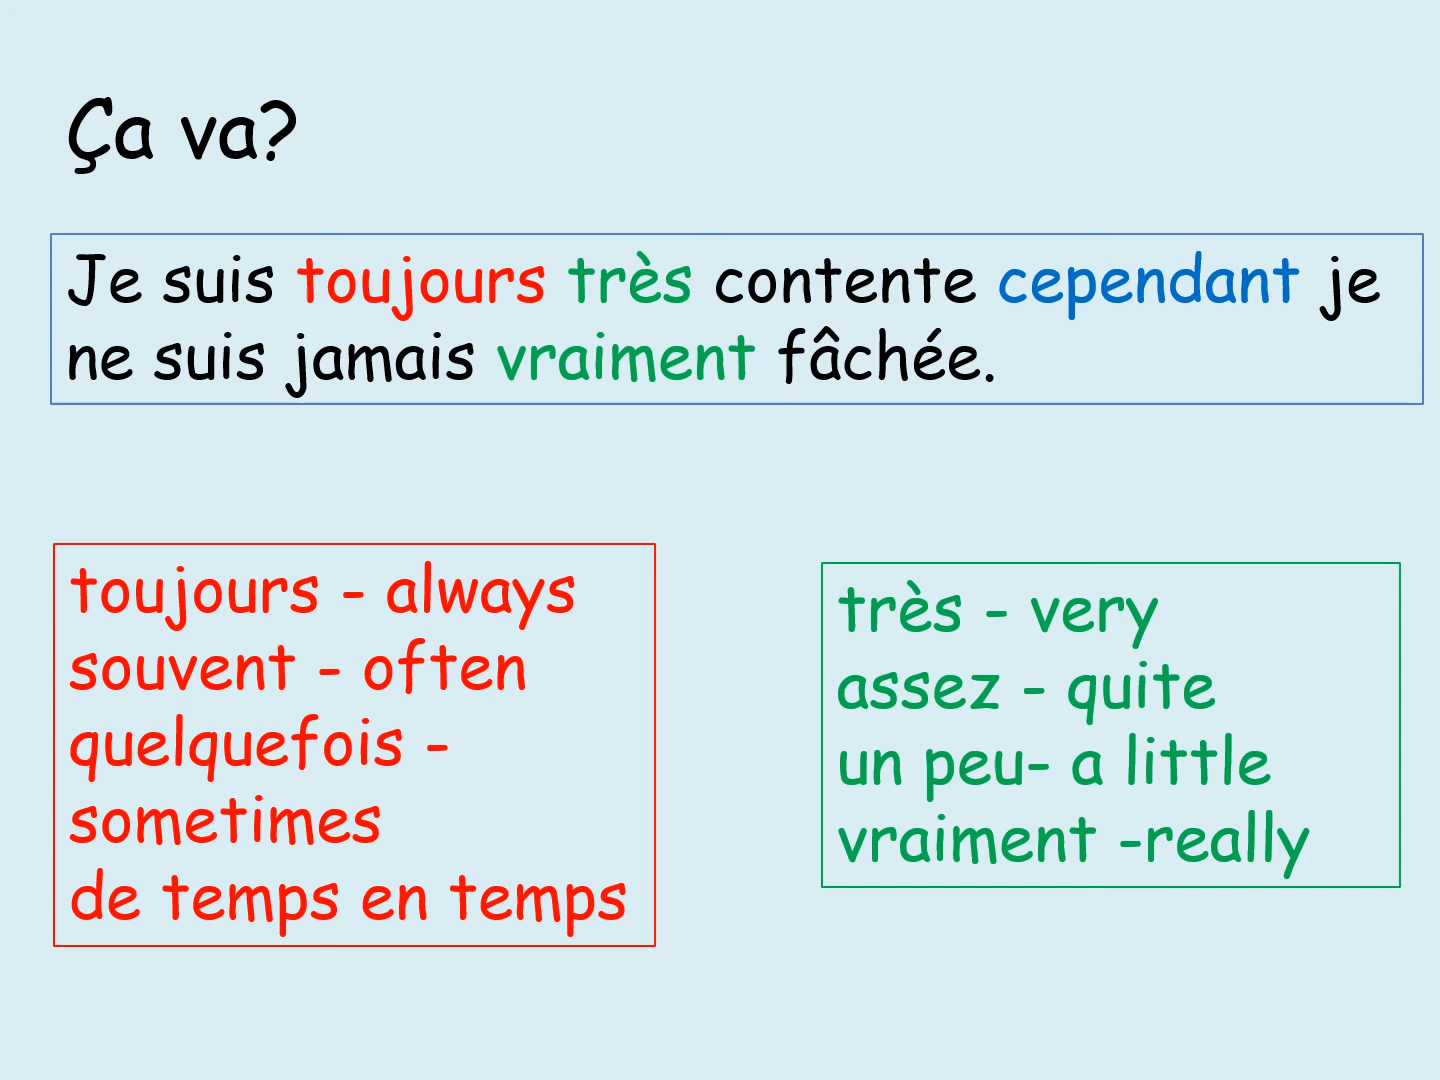 Ça va?
Je suis toujours très contente cependant je
ne suis jamais vraiment fâchée.
toujours - always
souvent - often
quelquefois -
sometimes
de temps en temps
très - very
assez - quite
un peu- a little
vraiment -really